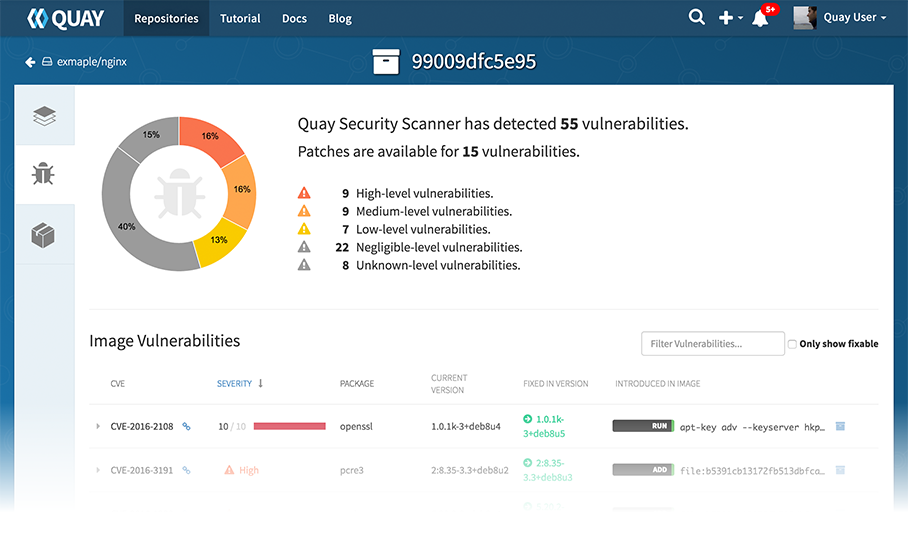 QUAY Repositories Tutorial Docs Blog 5+ Quay User
exmaple/nginx 99009dfc5e95
Quay Security Scanner has detected 55 vulnerabilities.
Patches are available for 15 vulnerabilities.
15% 16%
16%
40%
13%
9 High-level vulnerabilities.
9 Medium-level vulnerabilities.
7 Low-level vulnerabilities.
22 Negligible-level vulnerabilities.
8 Unknown-level vulnerabilities.
Image Vulnerabilities Filter Vulnerabilities... Only show fixable
CVE SEVERITY ↓ PACKAGE CURRENT VERSION FIXED IN VERSION INTRODUCED IN IMAGE
CVE-2016-2108 10 / 10 openssl 1.0.1k-3+deb8u4 1.0.1k-3+deb8u5 RUN apt-key adv --keyserver hkp…
CVE-2016-3191 High pcre3 2:8.35-3.3+deb8u2 2:8.35-3.3+deb8u3 ADD file:b5391cb13172fb513dbfca…